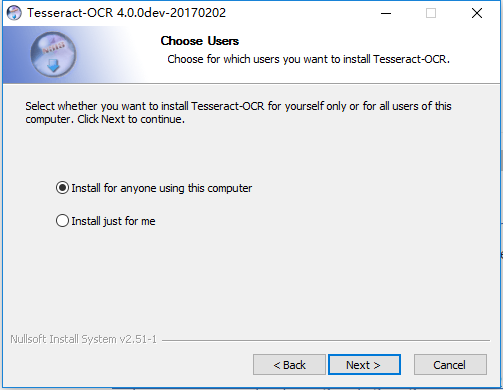 Tesseract-OCR 4.0.0dev-20170202
Choose Users
Choose for which users you want to install Tesseract-OCR.
Select whether you want to install Tesseract-OCR for yourself only or for all users of this
computer. Click Next to continue.
Install for anyone using this computer
Install just for me
Nullsoft Install System v2.51-1
< Back
Next >
Cancel